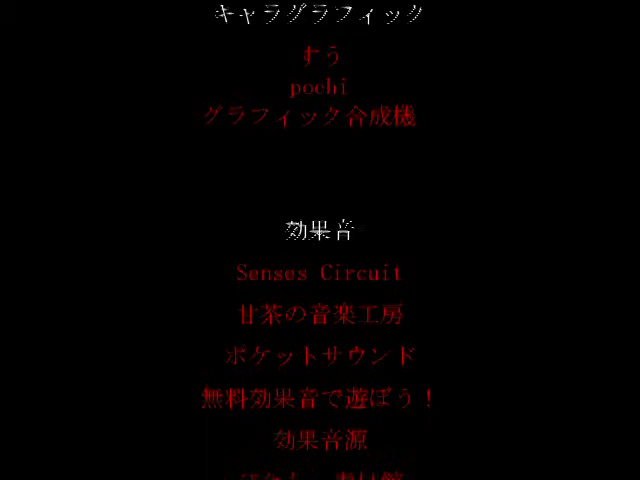 キャラグラフィック
すう
pochi
グラフィック合成機
効果音
Senses Circuit
甘茶の音楽工房
ポケットサウンド
無料効果音で遊ぼう！
効果音源